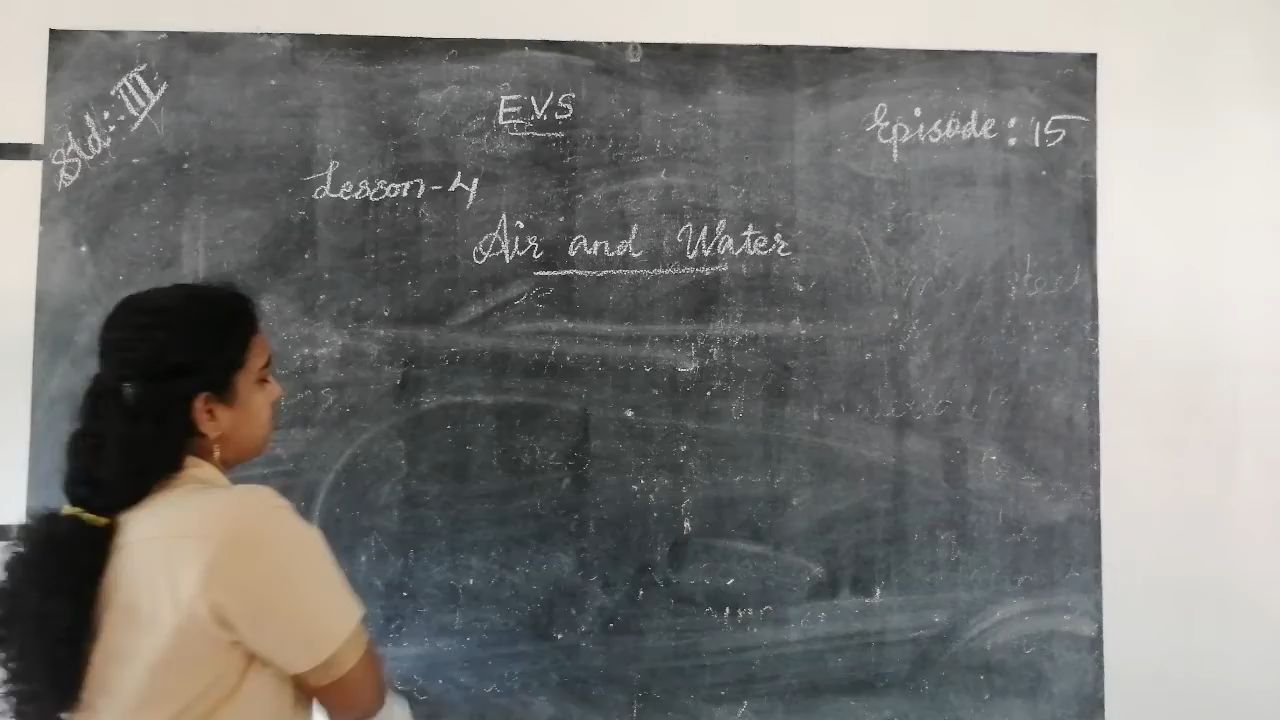 Std:- III
EVS
Episode: 15
Lesson-4
Air and Water